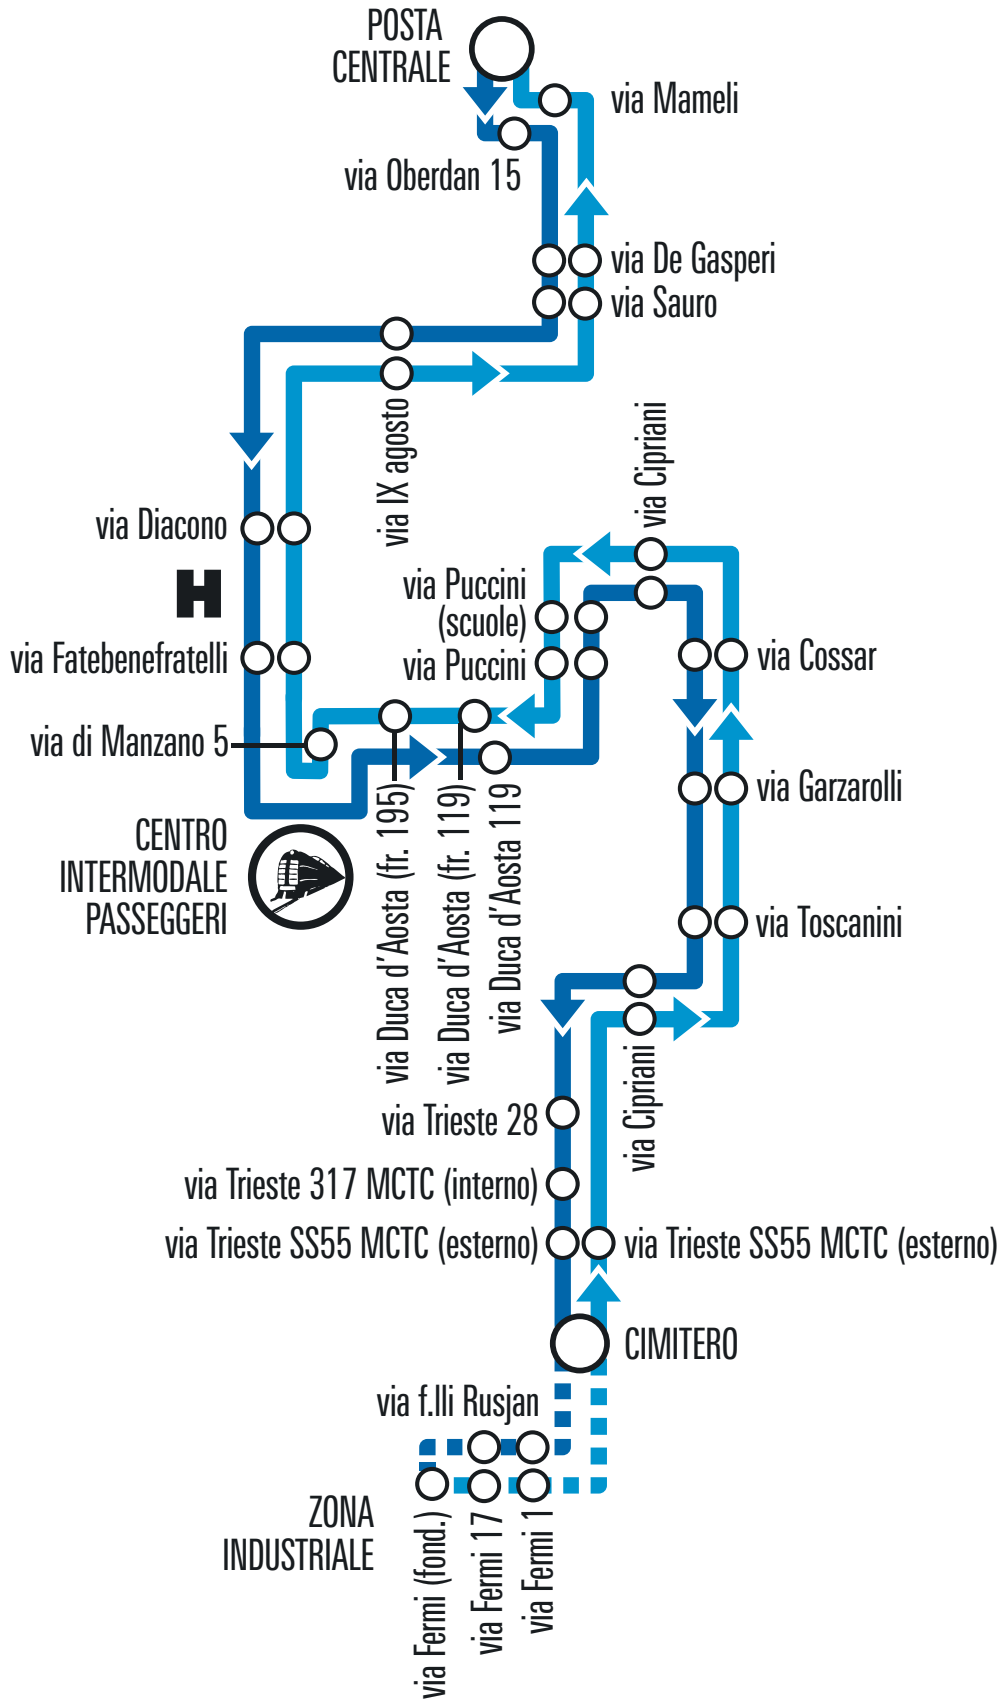 POSTA
CENTRALE
via Mameli
via Oberdan 15
via De Gasperi
via Sauro
via IX agosto
via Cipriani
via Diacono
H
via Puccini
(scuole)
via Fatebenefratelli
via Puccini
via Cossar
via di Manzano 5
via Garzarolli
CENTRO
INTERMODALE
PASSEGGERI
via Duca d'Aosta (fr. 195)
via Duca d'Aosta (fr. 119)
via Duca d'Aosta 119
via Toscanini
via Cipriani
via Trieste 28
via Trieste 317 MCTC (interno)
via Trieste SS55 MCTC (esterno)
via Trieste SS55 MCTC (esterno)
CIMITERO
via f.lli Rusjan
ZONA
INDUSTRIALE
via Fermi (fond.)
via Fermi 17
via Fermi 1